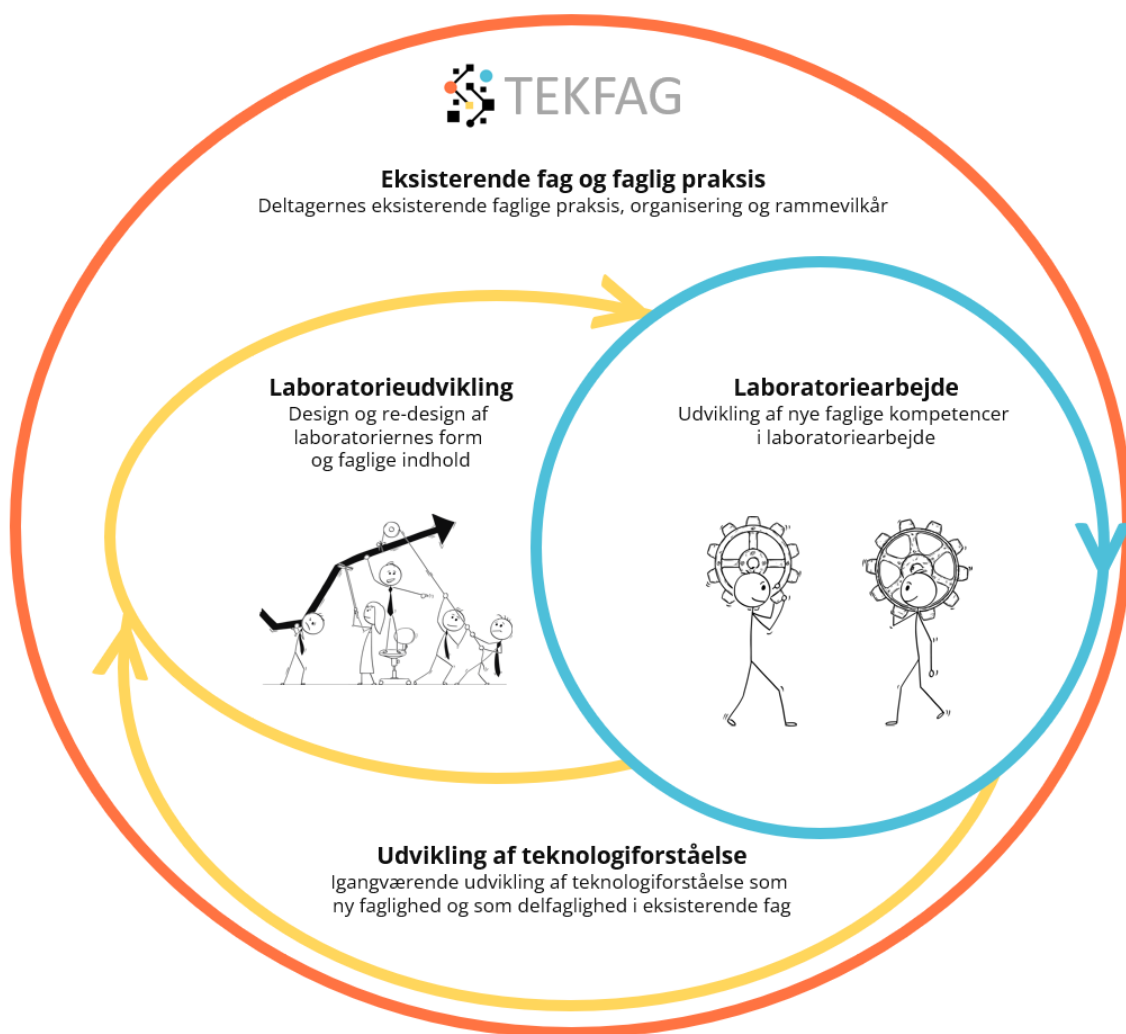 TEKFAG
Eksisterende fag og faglig praksis
Deltagernes eksisterende faglige praksis, organisering og rammevilkår
Laboratorieudvikling
Design og re-design af
laboratoriernes form
og faglige indhold
Laboratoriearbejde
Udvikling af nye faglige kompetencer
i laboratoriearbejde
Udvikling af teknologiforståelse
Igangværende udvikling af teknologiforståelse som
ny faglighed og som delfaglighed i eksisterende fag